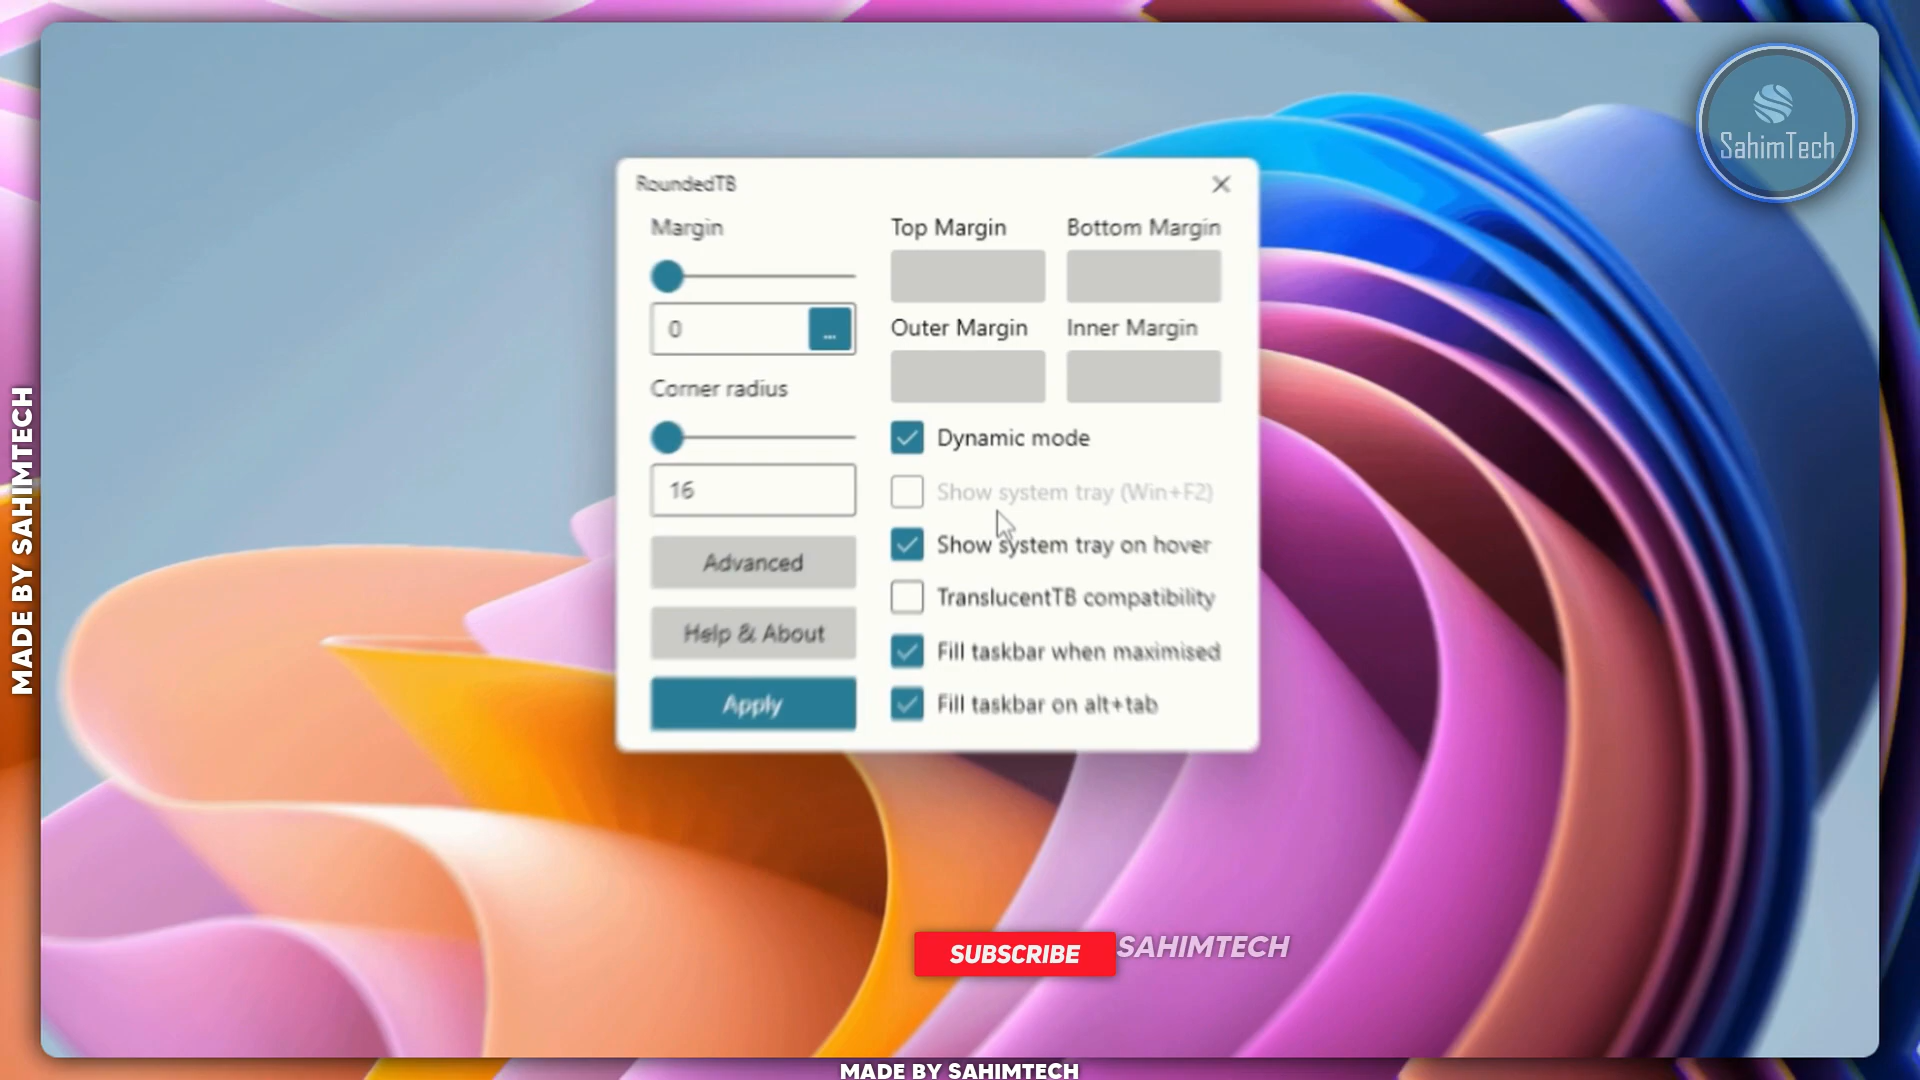 SahimTech
RoundedTB
Margin
0
...
Corner radius
16
Advanced
Help & About
Apply
Top Margin
Bottom Margin
Outer Margin
Inner Margin
Dynamic mode
Show system tray (Win+F2)
Show system tray on hover
TranslucentTB compatibility
Fill taskbar when maximised
Fill taskbar on alt+tab
MADE BY SAHIMTECH
SUBSCRIBE
SAHIMTECH
MADE BY SAHIMTECH